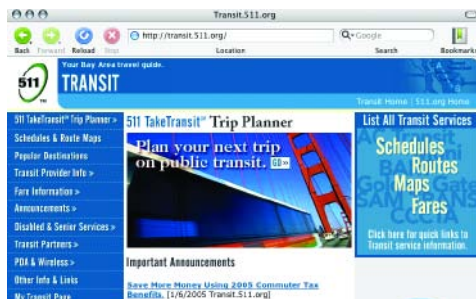 Transit.511.org
http://transit.511.org/
Google
Back Forward Reload Stop Location Search Bookmarks
511
Your Bay Area travel guide.
TRANSIT
Transit Home | 511.org Home
511 TakeTransit℠ Trip Planner >
Schedules & Route Maps
Popular Destinations
Transit Provider Info >
Fare Information >
Announcements >
Disabled & Senior Services >
Transit Partners >
PDA & Wireless >
Other Info & Links
My Transit Page
511 TakeTransit℠ Trip Planner
Plan your next trip
on public transit. GO»
Important Announcements
Save More Money Using 2005 Commuter Tax
Benefits. [1/6/2005 Transit.511.org]
List All Transit Services
Schedules
Routes
Maps
Fares
Click here for quick links to
Transit service information.